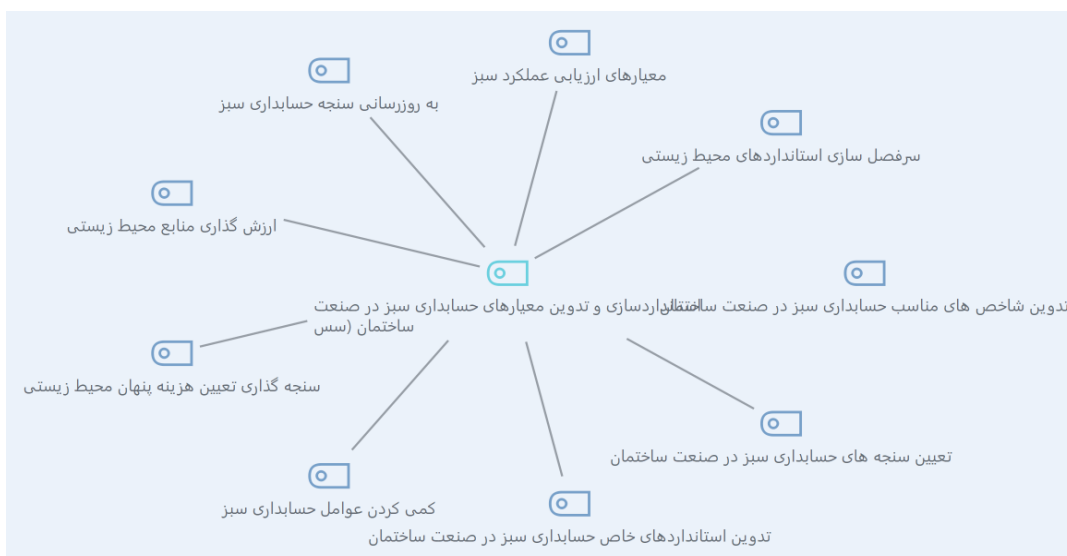 معیارهای ارزیابی عملکرد سبز
به روزرسانی سنجه حسابداری سبز
سرفصل سازی استانداردهای محیط زیستی
ارزش گذاری منابع محیط زیستی
تدوین شاخص های مناسب حسابداری سبز در صنعت ساختمان
استانداردسازی و تدوین معیارهای حسابداری سبز در صنعت
ساختمان (سس
سنجه گذاری تعیین هزینه پنهان محیط زیستی
تعیین سنجه های حسابداری سبز در صنعت ساختمان
کمی کردن عوامل حسابداری سبز
تدوین استانداردهای خاص حسابداری سبز در صنعت ساختمان